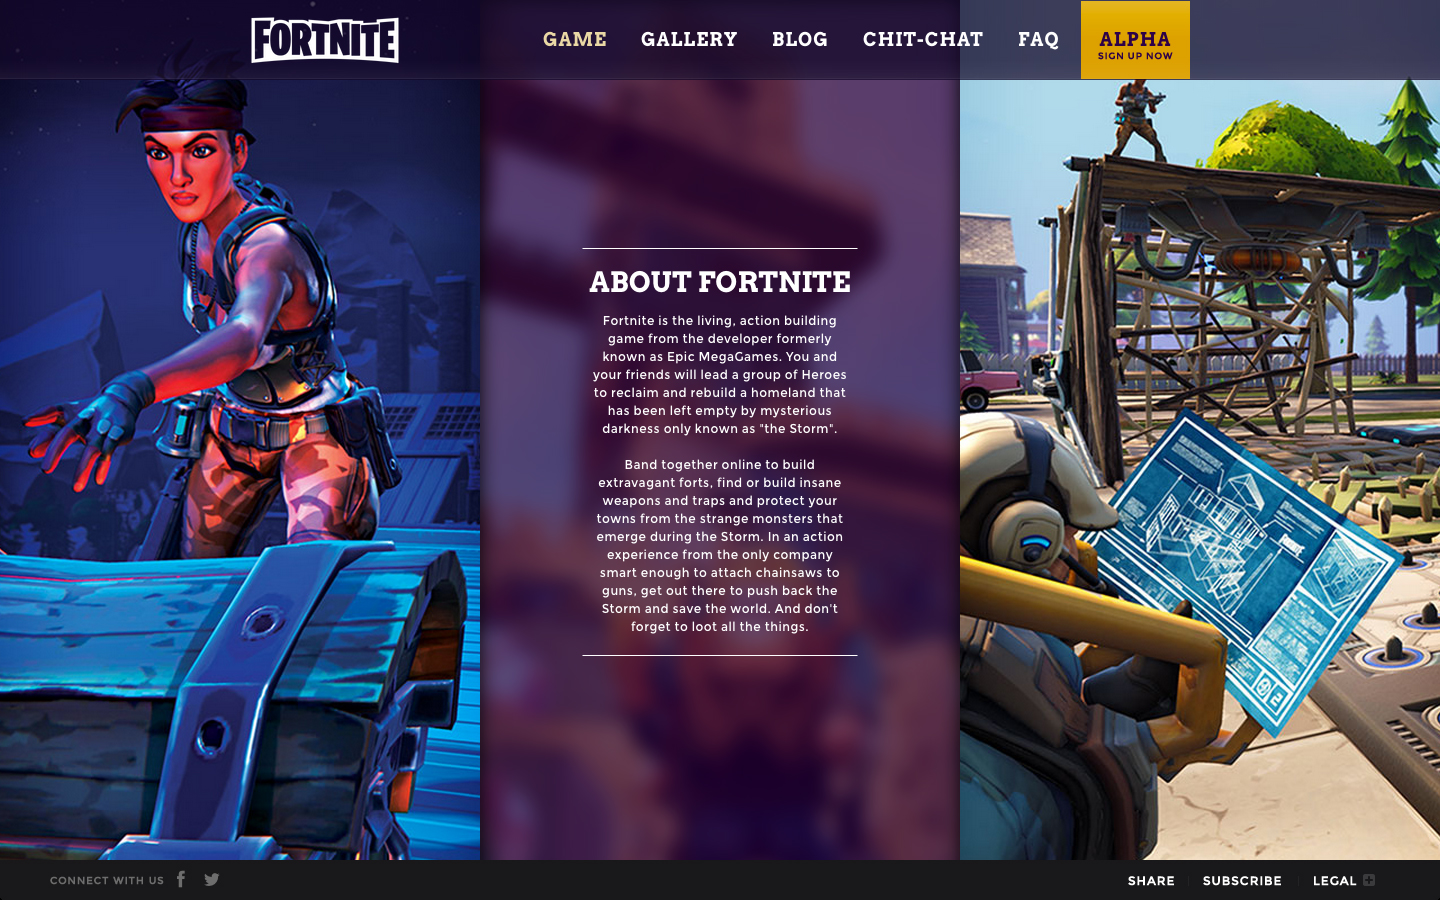 FORTNITE
GAME GALLERY BLOG CHIT-CHAT FAQ ALPHA
SIGN UP NOW
ABOUT FORTNITE
Fortnite is the living, action building
game from the developer formerly
known as Epic MegaGames. You and
your friends will lead a group of Heroes
to reclaim and rebuild a homeland that
has been left empty by mysterious
darkness only known as "the Storm".
Band together online to build
extravagant forts, find or build insane
weapons and traps and protect your
towns from the strange monsters that
emerge during the Storm. In an action
experience from the only company
smart enough to attach chainsaws to
guns, get out there to push back the
Storm and save the world. And don't
forget to loot all the things.
CONNECT WITH US
SHARE SUBSCRIBE LEGAL